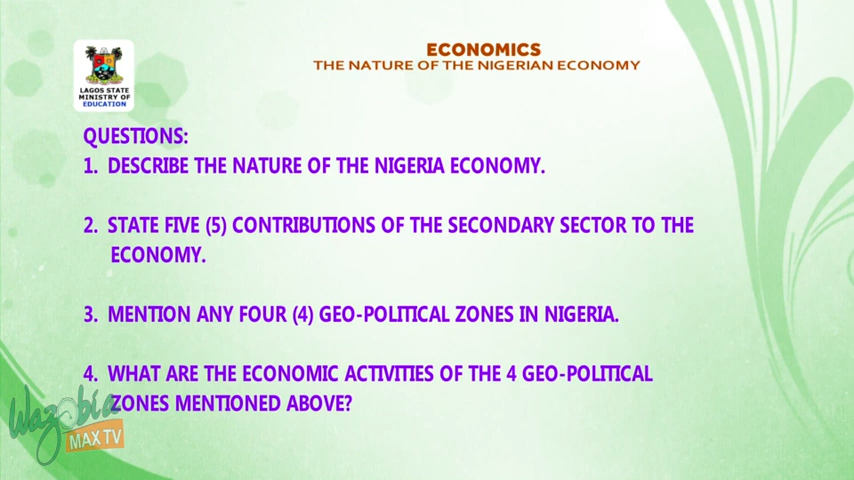 ECONOMICS
THE NATURE OF THE NIGERIAN ECONOMY
LAGOS STATE
MINISTRY OF
EDUCATION
QUESTIONS:
1. DESCRIBE THE NATURE OF THE NIGERIA ECONOMY.
2. STATE FIVE (5) CONTRIBUTIONS OF THE SECONDARY SECTOR TO THE
ECONOMY.
3. MENTION ANY FOUR (4) GEO-POLITICAL ZONES IN NIGERIA.
4. WHAT ARE THE ECONOMIC ACTIVITIES OF THE 4 GEO-POLITICAL
ZONES MENTIONED ABOVE?
Wazobia
MAX TV